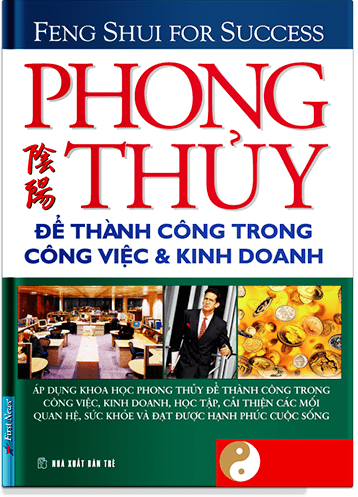 FENG SHUI FOR SUCCESS
PHONG
陰陽
THỦY
ĐỂ THÀNH CÔNG TRONG
CÔNG VIỆC & KINH DOANH
ÁP DỤNG KHOA HỌC PHONG THỦY ĐỂ THÀNH CÔNG TRONG
CÔNG VIỆC, KINH DOANH, HỌC TẬP, CẢI THIỆN CÁC MỐI
QUAN HỆ, SỨC KHỎE VÀ ĐẠT ĐƯỢC HẠNH PHÚC CUỘC SỐNG
First News
NHÀ XUẤT BẢN TRẺ